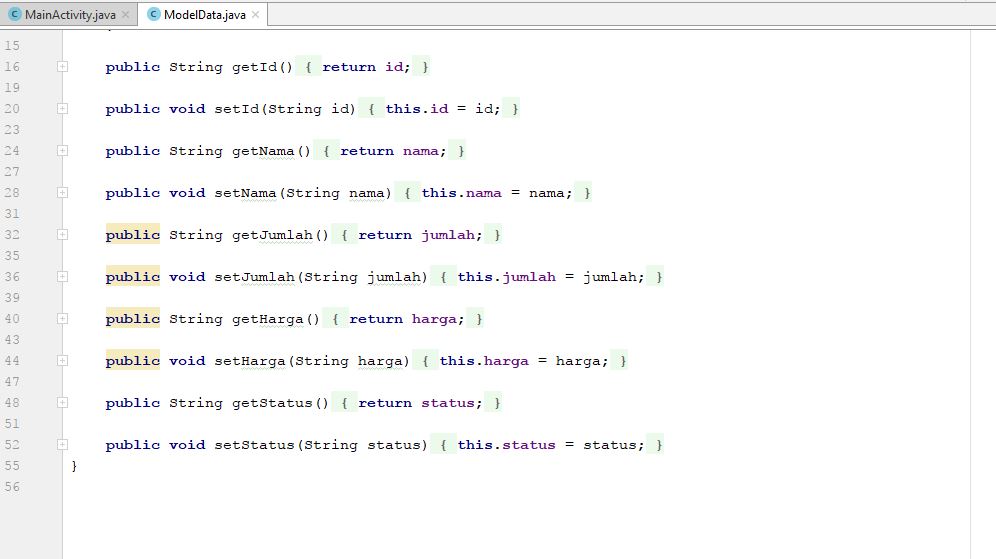 MainActivity.java ModelData.java
15
16 public String getId() { return id; }
19
20 public void setId(String id) { this.id = id; }
23
24 public String getNama() { return nama; }
27
28 public void setNama(String nama) { this.nama = nama; }
31
32 public String getJumlah() { return jumlah; }
35
36 public void setJumlah(String jumlah) { this.jumlah = jumlah; }
39
40 public String getHarga() { return harga; }
43
44 public void setHarga(String harga) { this.harga = harga; }
47
48 public String getStatus() { return status; }
51
52 public void setStatus(String status) { this.status = status; }
55 }
56